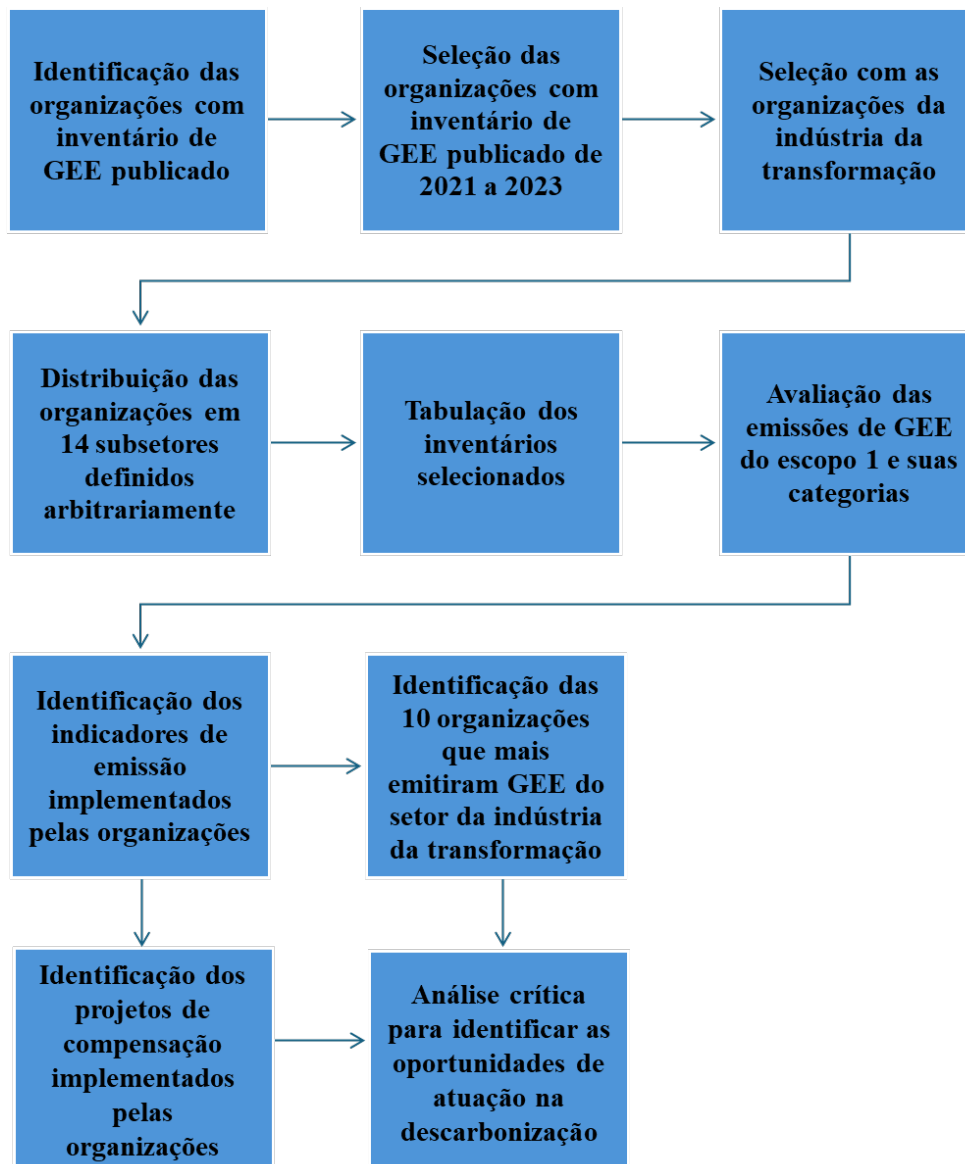 Identificação das
organizações com
inventário de
GEE publicado
Seleção das
organizações com
inventário de
GEE publicado de
2021 a 2023
Seleção com as
organizações da
indústria da
transformação
Distribuição das
organizações em
14 subsetores
definidos
arbitrariamente
Tabulação dos
inventários
selecionados
Avaliação das
emissões de GEE
do escopo 1 e suas
categorias
Identificação dos
indicadores de
emissão
implementados
pelas organizações
Identificação das
10 organizações
que mais
emitiram GEE do
setor da indústria
da transformação
Identificação dos
projetos de
compensação
implementados
pelas
organizações
Análise crítica
para identificar as
oportunidades de
atuação na
descarbonização